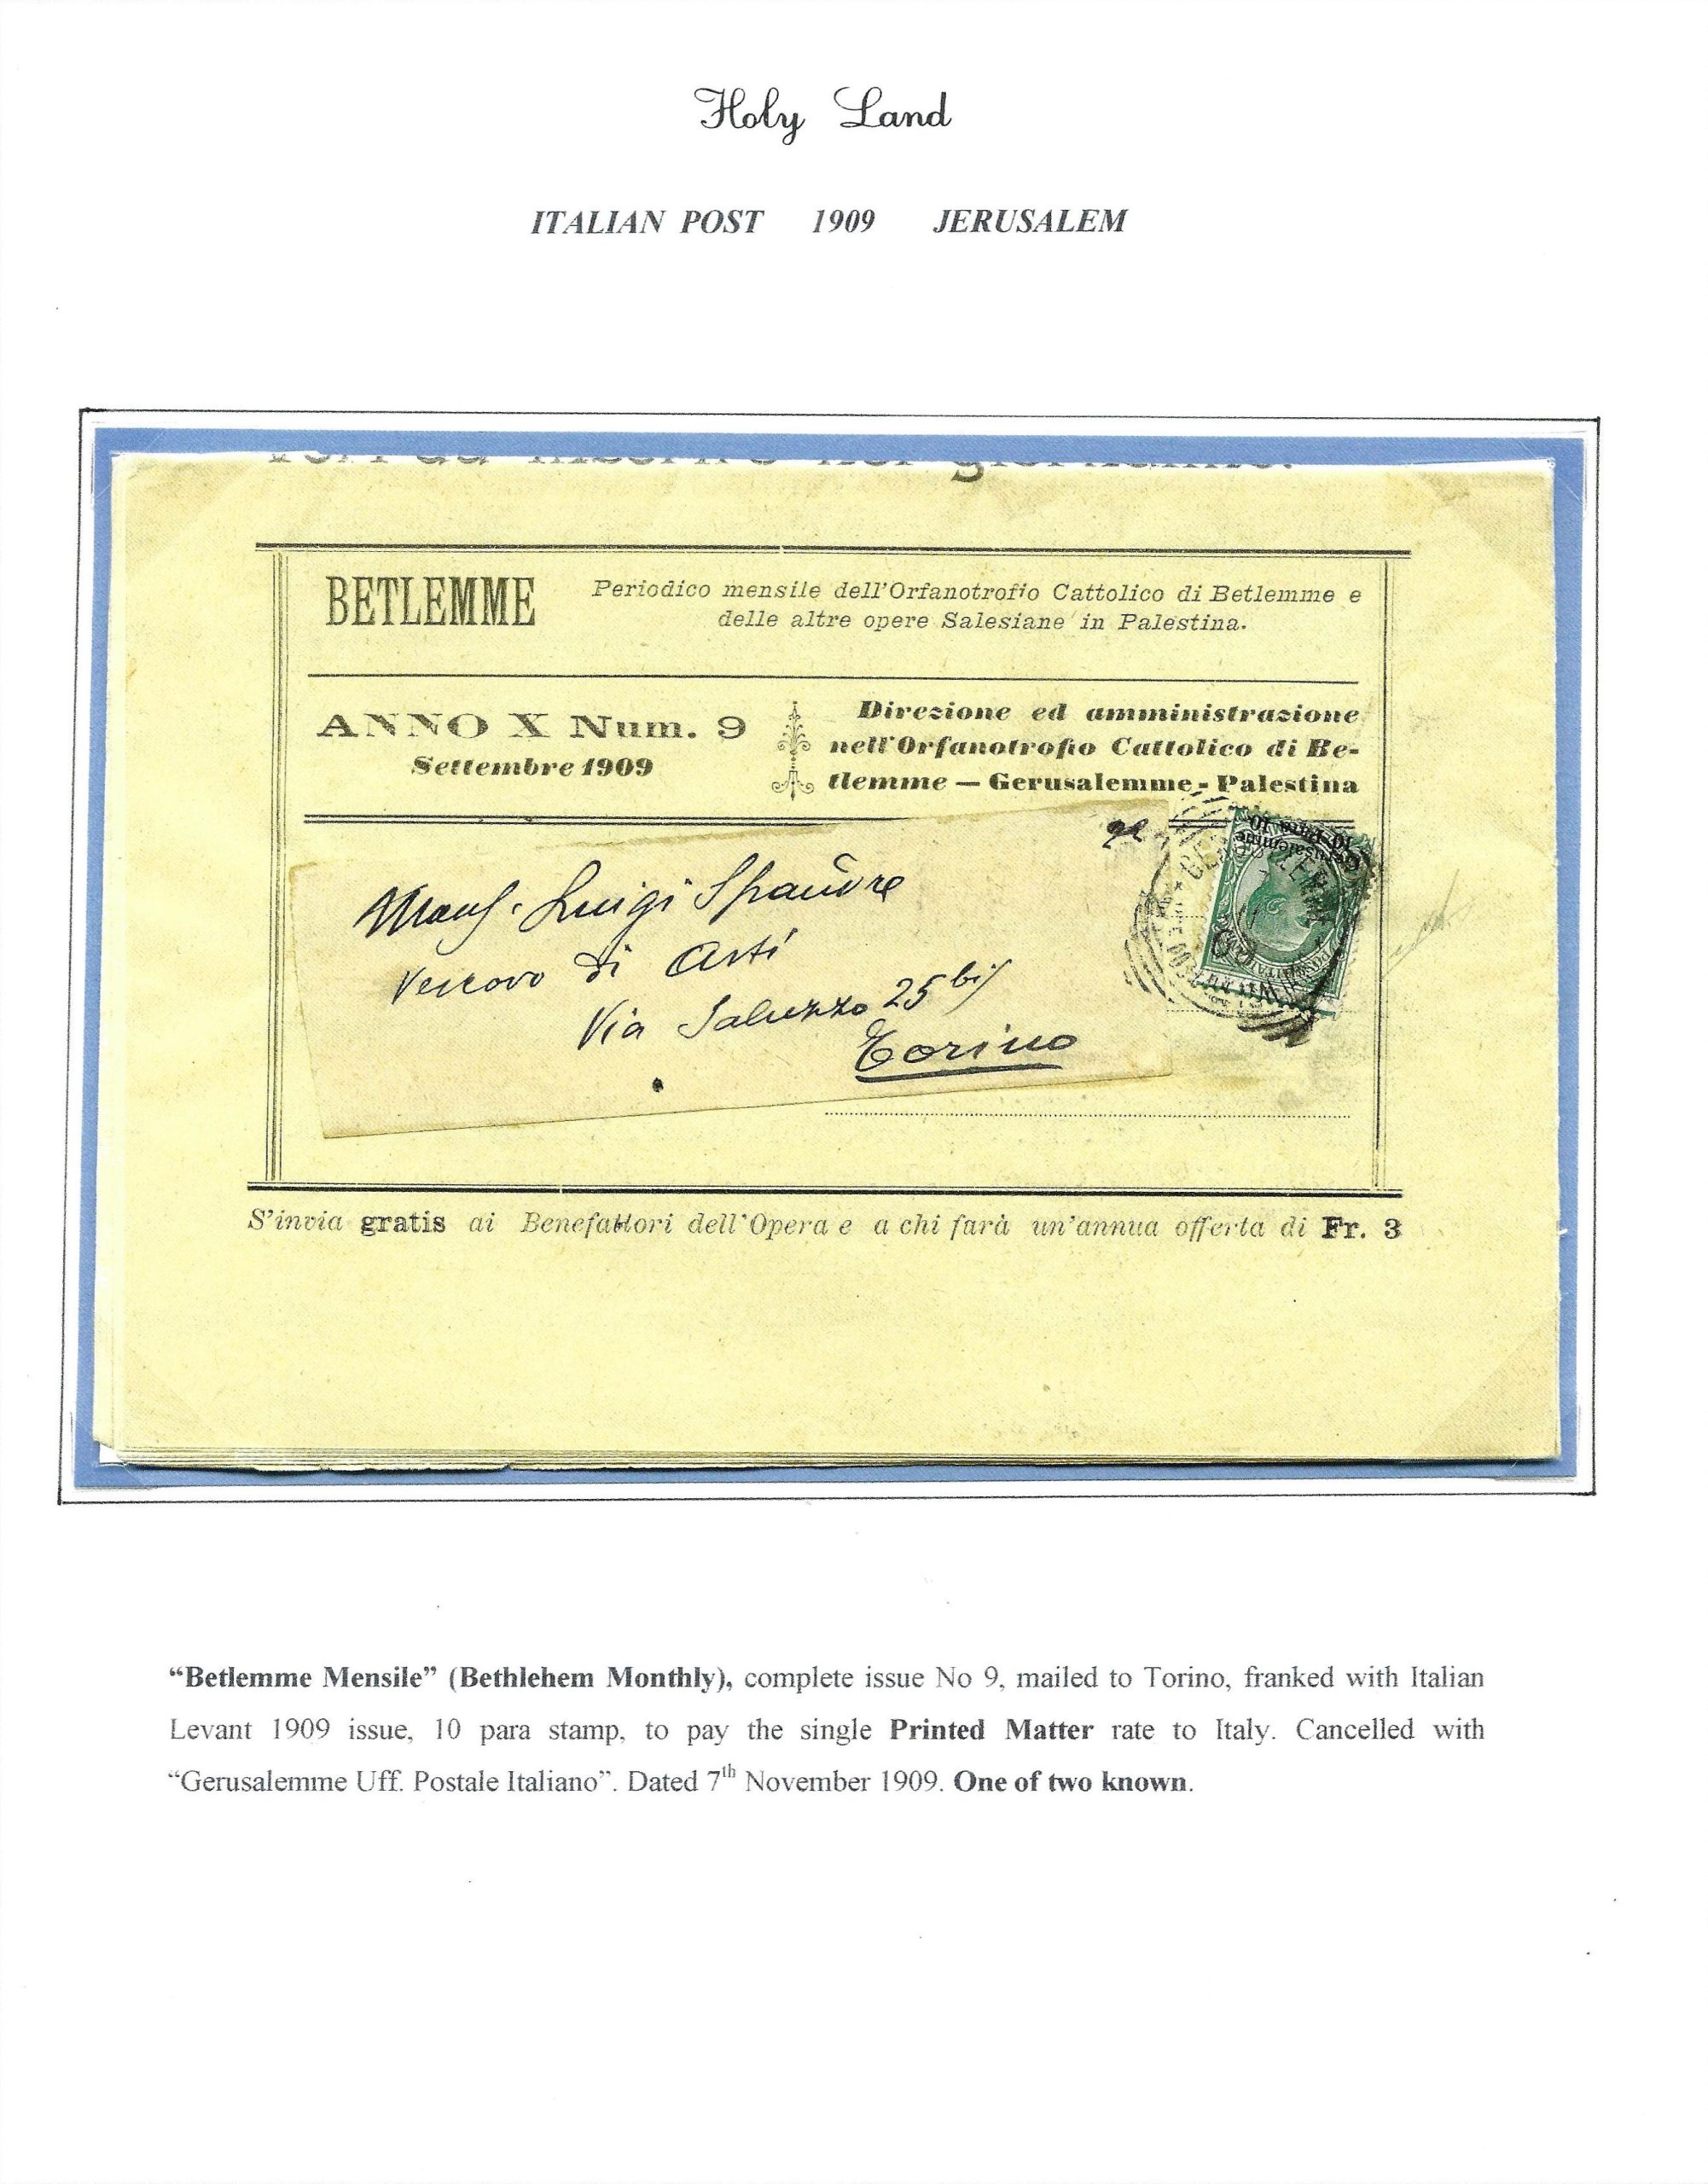 Holy Land
ITALIAN POST 1909 JERUSALEM
BETLEMME
Periodico mensile dell'Orfanotrofio Cattolico di Betlemme e
delle altre opere Salesiane in Palestina.
ANNO X Num. 9
Settembre 1909
Direzione ed amministrazione
nell'Orfanotrofio Cattolico di Be-
tlemme — Gerusalemme - Palestina
10 Para 10
Gerusalemme
Luigi
Vescovo di Asti
Via Saluzzo 25 bis
Torino
S'invia gratis ai Benefattori dell'Opera e a chi farà un'annua offerta di Fr. 3
“Betlemme Mensile” (Bethlehem Monthly), complete issue No 9, mailed to Torino, franked with Italian
Levant 1909 issue, 10 para stamp, to pay the single Printed Matter rate to Italy. Cancelled with
“Gerusalemme Uff. Postale Italiano”. Dated 7th November 1909. One of two known.